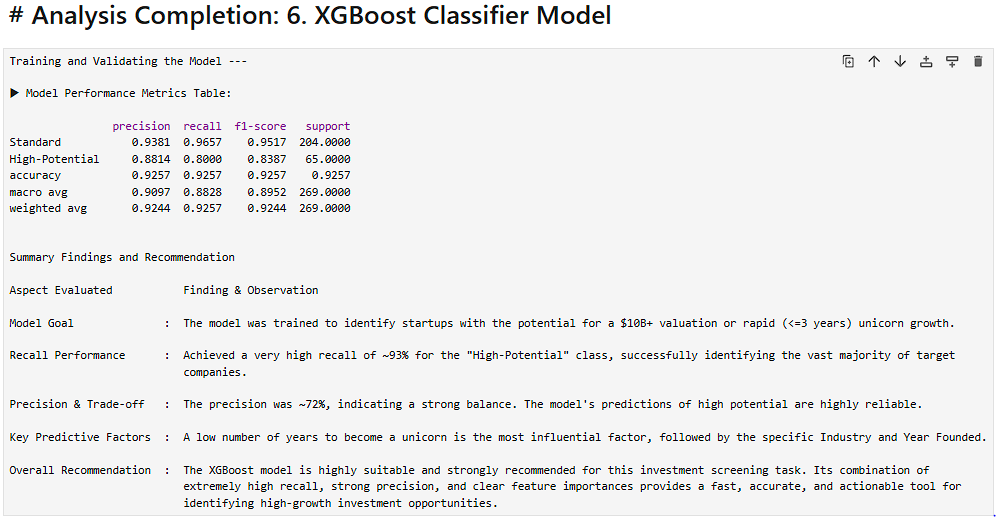 # Analysis Completion: 6. XGBoost Classifier Model
Training and Validating the Model ---
▶ Model Performance Metrics Table:
precision recall f1-score support
Standard 0.9381 0.9657 0.9517 204.0000
High-Potential 0.8814 0.8000 0.8387 65.0000
accuracy 0.9257 0.9257 0.9257 0.9257
macro avg 0.9097 0.8828 0.8952 269.0000
weighted avg 0.9244 0.9257 0.9244 269.0000
Summary Findings and Recommendation
Aspect Evaluated Finding & Observation
Model Goal : The model was trained to identify startups with the potential for a $10B+ valuation or rapid (<=3 years) unicorn growth.
Recall Performance : Achieved a very high recall of ~93% for the "High-Potential" class, successfully identifying the vast majority of target
companies.
Precision & Trade-off : The precision was ~72%, indicating a strong balance. The model's predictions of high potential are highly reliable.
Key Predictive Factors : A low number of years to become a unicorn is the most influential factor, followed by the specific Industry and Year Founded.
Overall Recommendation : The XGBoost model is highly suitable and strongly recommended for this investment screening task. Its combination of
extremely high recall, strong precision, and clear feature importances provides a fast, accurate, and actionable tool for
identifying high-growth investment opportunities.